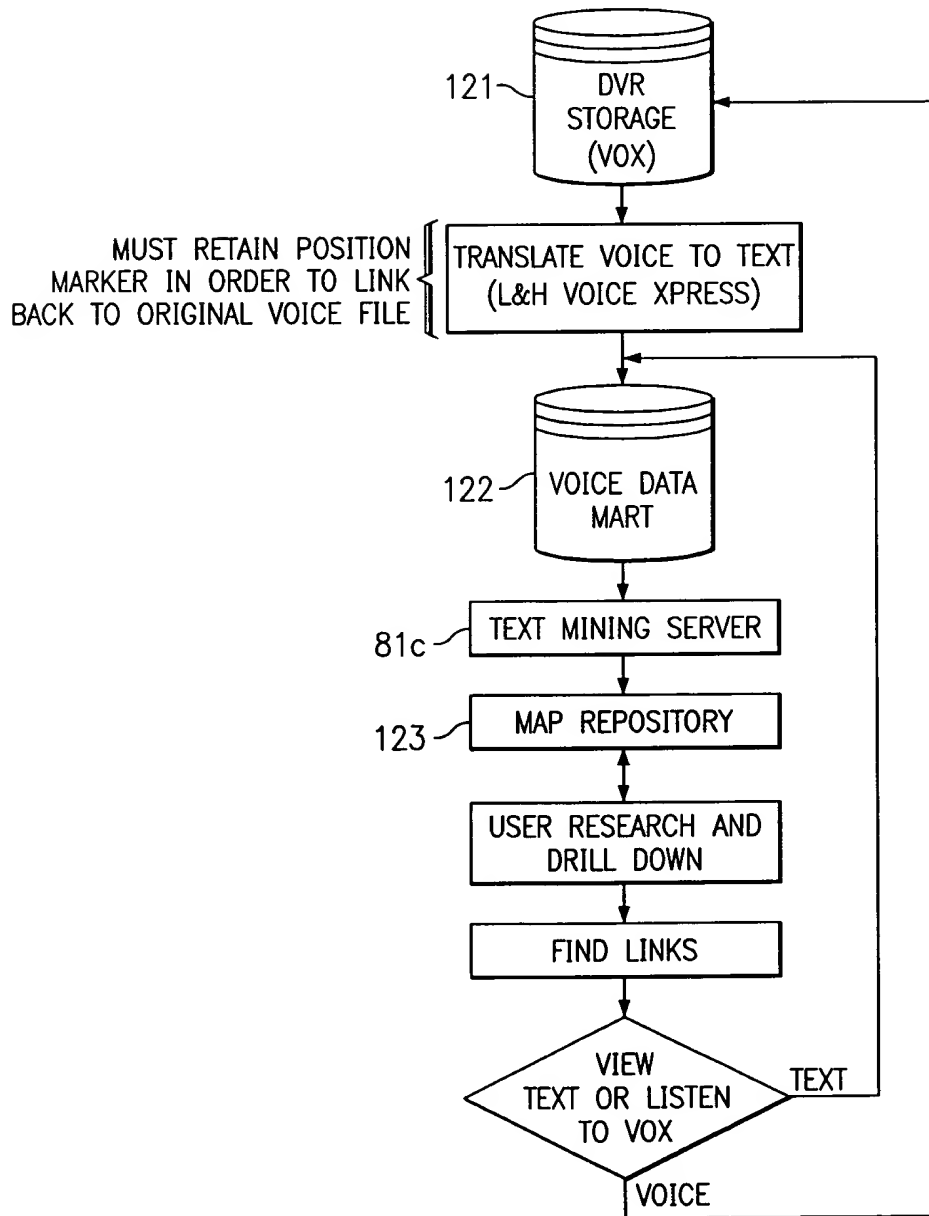 121
DVR
STORAGE
(VOX)
MUST RETAIN POSITION
MARKER IN ORDER TO LINK
BACK TO ORIGINAL VOICE FILE
TRANSLATE VOICE TO TEXT
(L&H VOICE XPRESS)
122
VOICE DATA
MART
81c
TEXT MINING SERVER
123
MAP REPOSITORY
USER RESEARCH AND
DRILL DOWN
FIND LINKS
VIEW
TEXT OR LISTEN
TO VOX
TEXT
VOICE